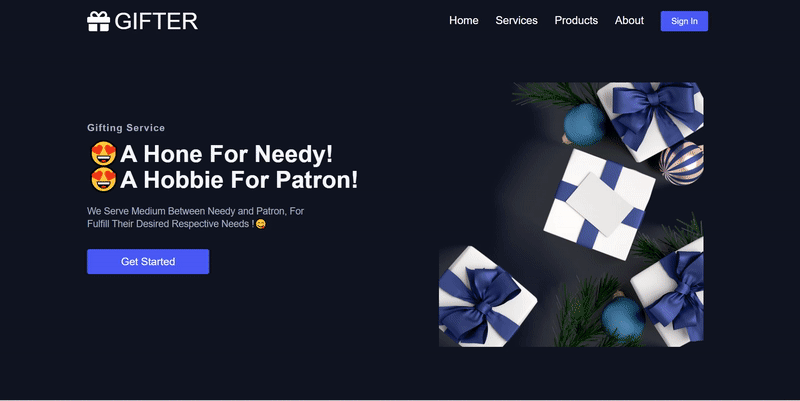 GIFTER
Home Services Products About Sign In
Gifting Service
😍A Hone For Needy!
😍A Hobbie For Patron!
We Serve Medium Between Needy and Patron, For
Fulfill Their Desired Respective Needs !😋
Get Started